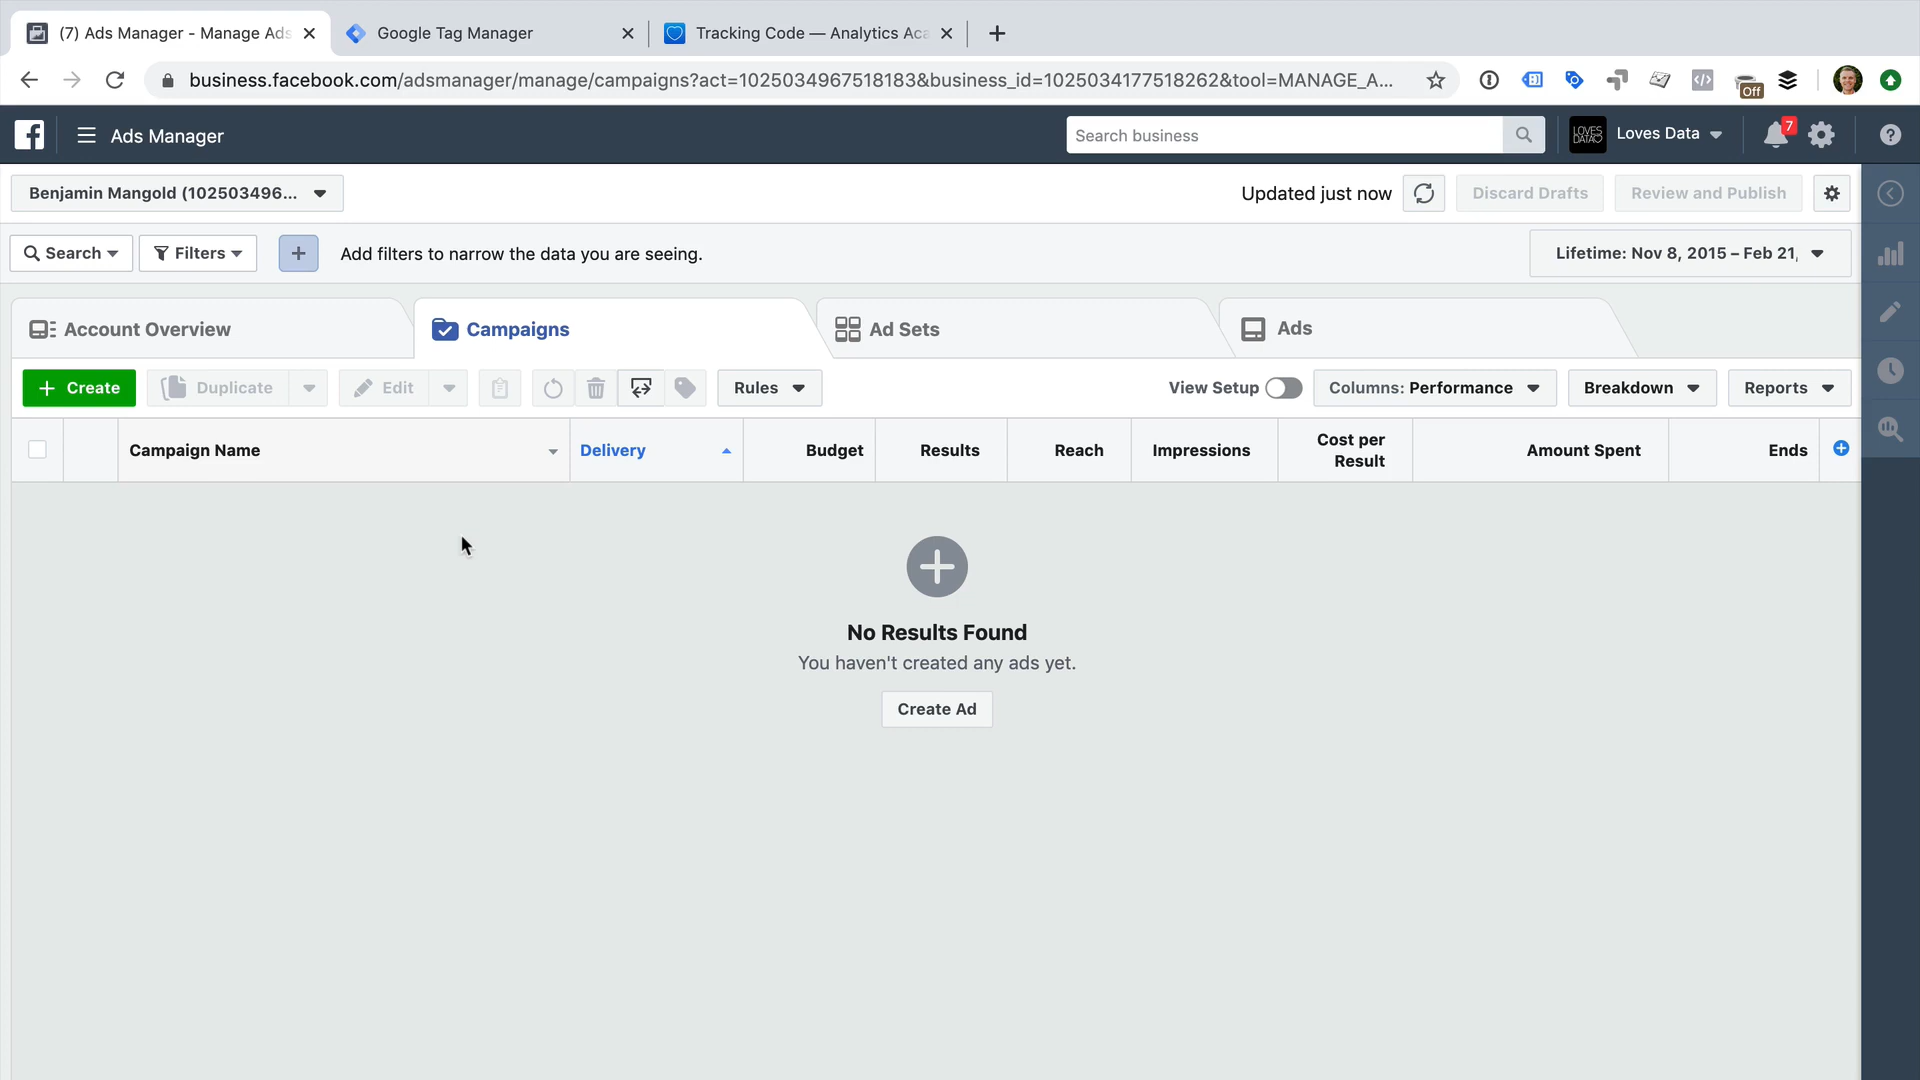 (7) Ads Manager - Manage Ads
Google Tag Manager
Tracking Code — Analytics Aca
business.facebook.com/adsmanager/manage/campaigns?act=1025034967518183&business_id=1025034177518262&tool=MANAGE_A...
Off
Ads Manager
Search business
LOVES DATA
Loves Data
7
Benjamin Mangold (102503496...
Updated just now
Discard Drafts
Review and Publish
Search
Filters
Add filters to narrow the data you are seeing.
Lifetime: Nov 8, 2015 – Feb 21,
Account Overview
Campaigns
Ad Sets
Ads
Create
Duplicate
Edit
Rules
View Setup
Columns: Performance
Breakdown
Reports
Campaign Name
Delivery
Budget
Results
Reach
Impressions
Cost per
Result
Amount Spent
Ends
No Results Found
You haven't created any ads yet.
Create Ad